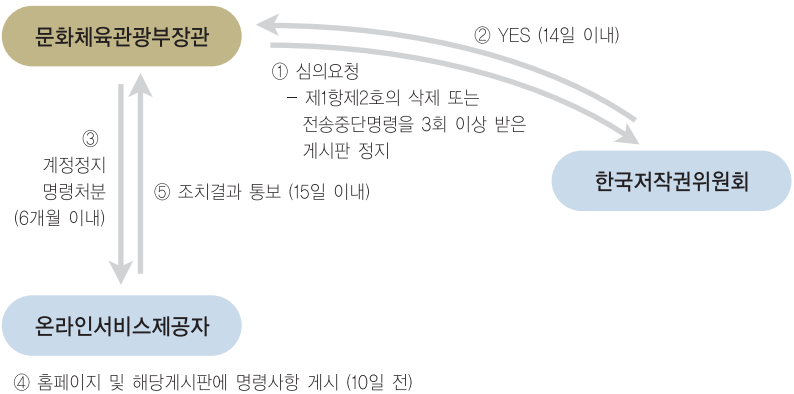 문화체육관광부장관
② YES (14일 이내)
① 심의요청
– 제1항제2호의 삭제 또는
전송중단명령을 3회 이상 받은
게시판 정지
한국저작권위원회
③
계정정지
명령처분
(6개월 이내)
⑤ 조치결과 통보 (15일 이내)
온라인서비스제공자
④ 홈페이지 및 해당게시판에 명령사항 게시 (10일 전)